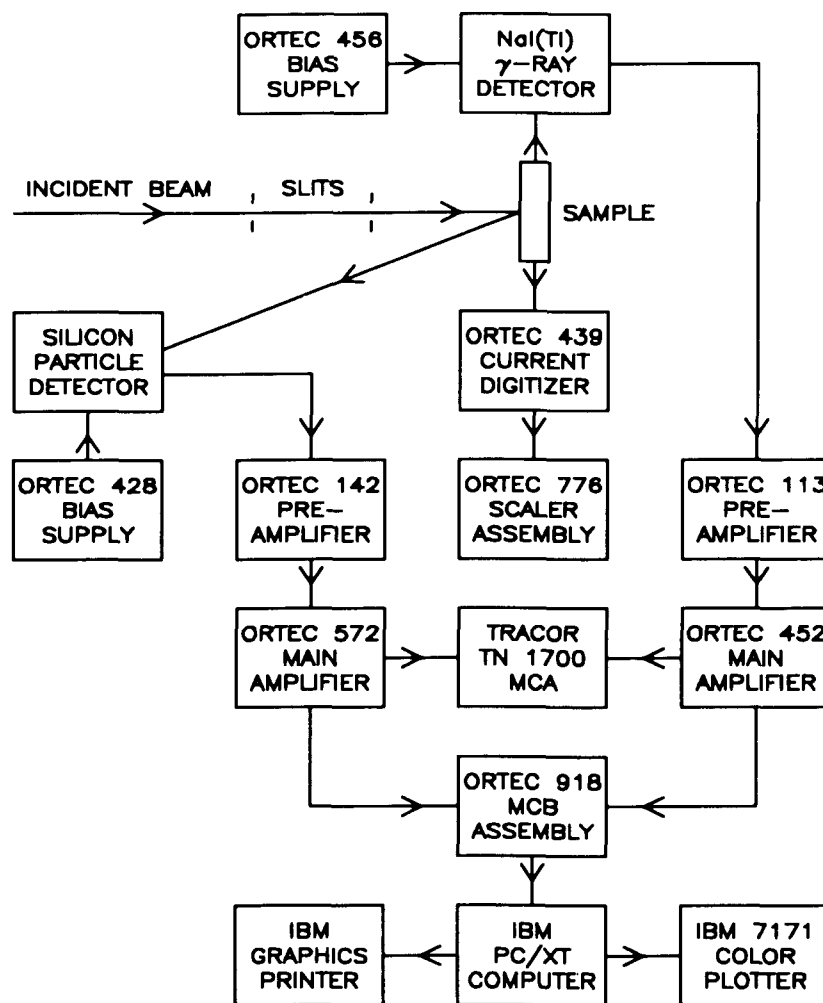 ORTEC 456
BIAS
SUPPLY
NaI(Tl)
γ-RAY
DETECTOR
INCIDENT BEAM
SLITS
SAMPLE
SILICON
PARTICLE
DETECTOR
ORTEC 439
CURRENT
DIGITIZER
ORTEC 428
BIAS
SUPPLY
ORTEC 142
PRE-
AMPLIFIER
ORTEC 776
SCALER
ASSEMBLY
ORTEC 113
PRE-
AMPLIFIER
ORTEC 572
MAIN
AMPLIFIER
TRACOR
TN 1700
MCA
ORTEC 452
MAIN
AMPLIFIER
ORTEC 918
MCB
ASSEMBLY
IBM
GRAPHICS
PRINTER
IBM
PC/XT
COMPUTER
IBM 7171
COLOR
PLOTTER